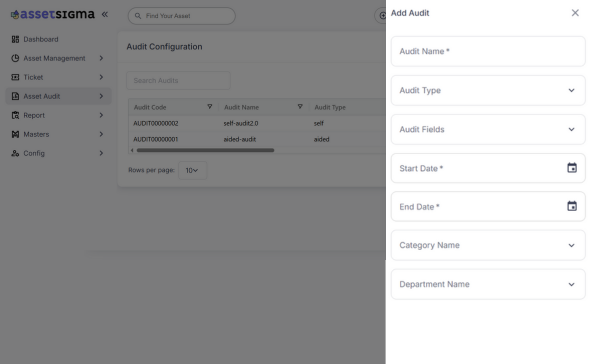 assetsigma «
Find Your Asset
Dashboard
Asset Management
Ticket
Asset Audit
Report
Masters
Config
Audit Configuration
Search Audits
Audit Code Audit Name Audit Type
AUDIT00000002 self-audit2.0 self
AUDIT00000001 aided-audit aided
Rows per page: 10
Add Audit
Audit Name *
Audit Type
Audit Fields
Start Date *
End Date *
Category Name
Department Name